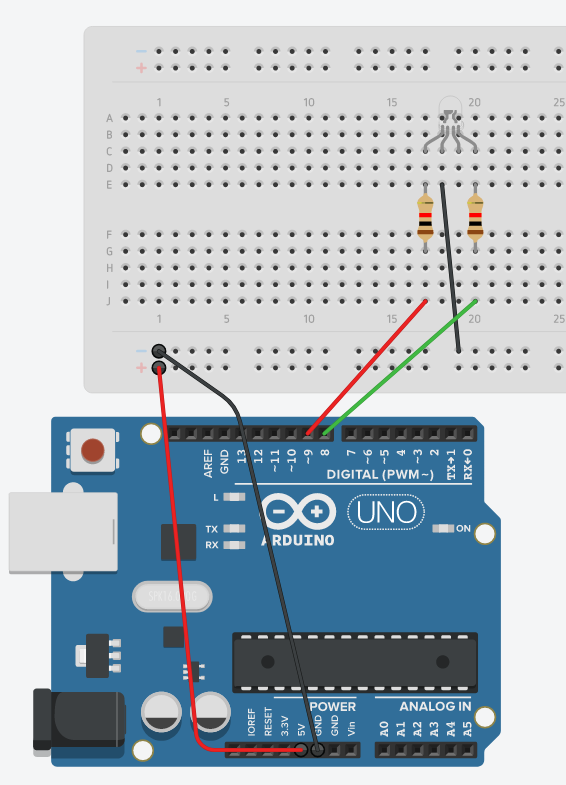 − +
1 5 10 15 20 25
A
B
C
D
E
F
G
H
I
J
1 5 10 15 20 25
− +
AREF GND 13 12 ~11 ~10 ~9 8 7 ~6 ~5 4 ~3 2 TX→1 RX←0
DIGITAL (PWM~)
L
TX
RX
− +
ARDUINO
UNO
ON
POWER
ANALOG IN
IOREF RESET 3.3V 5V GND GND Vin A0 A1 A2 A3 A4 A5